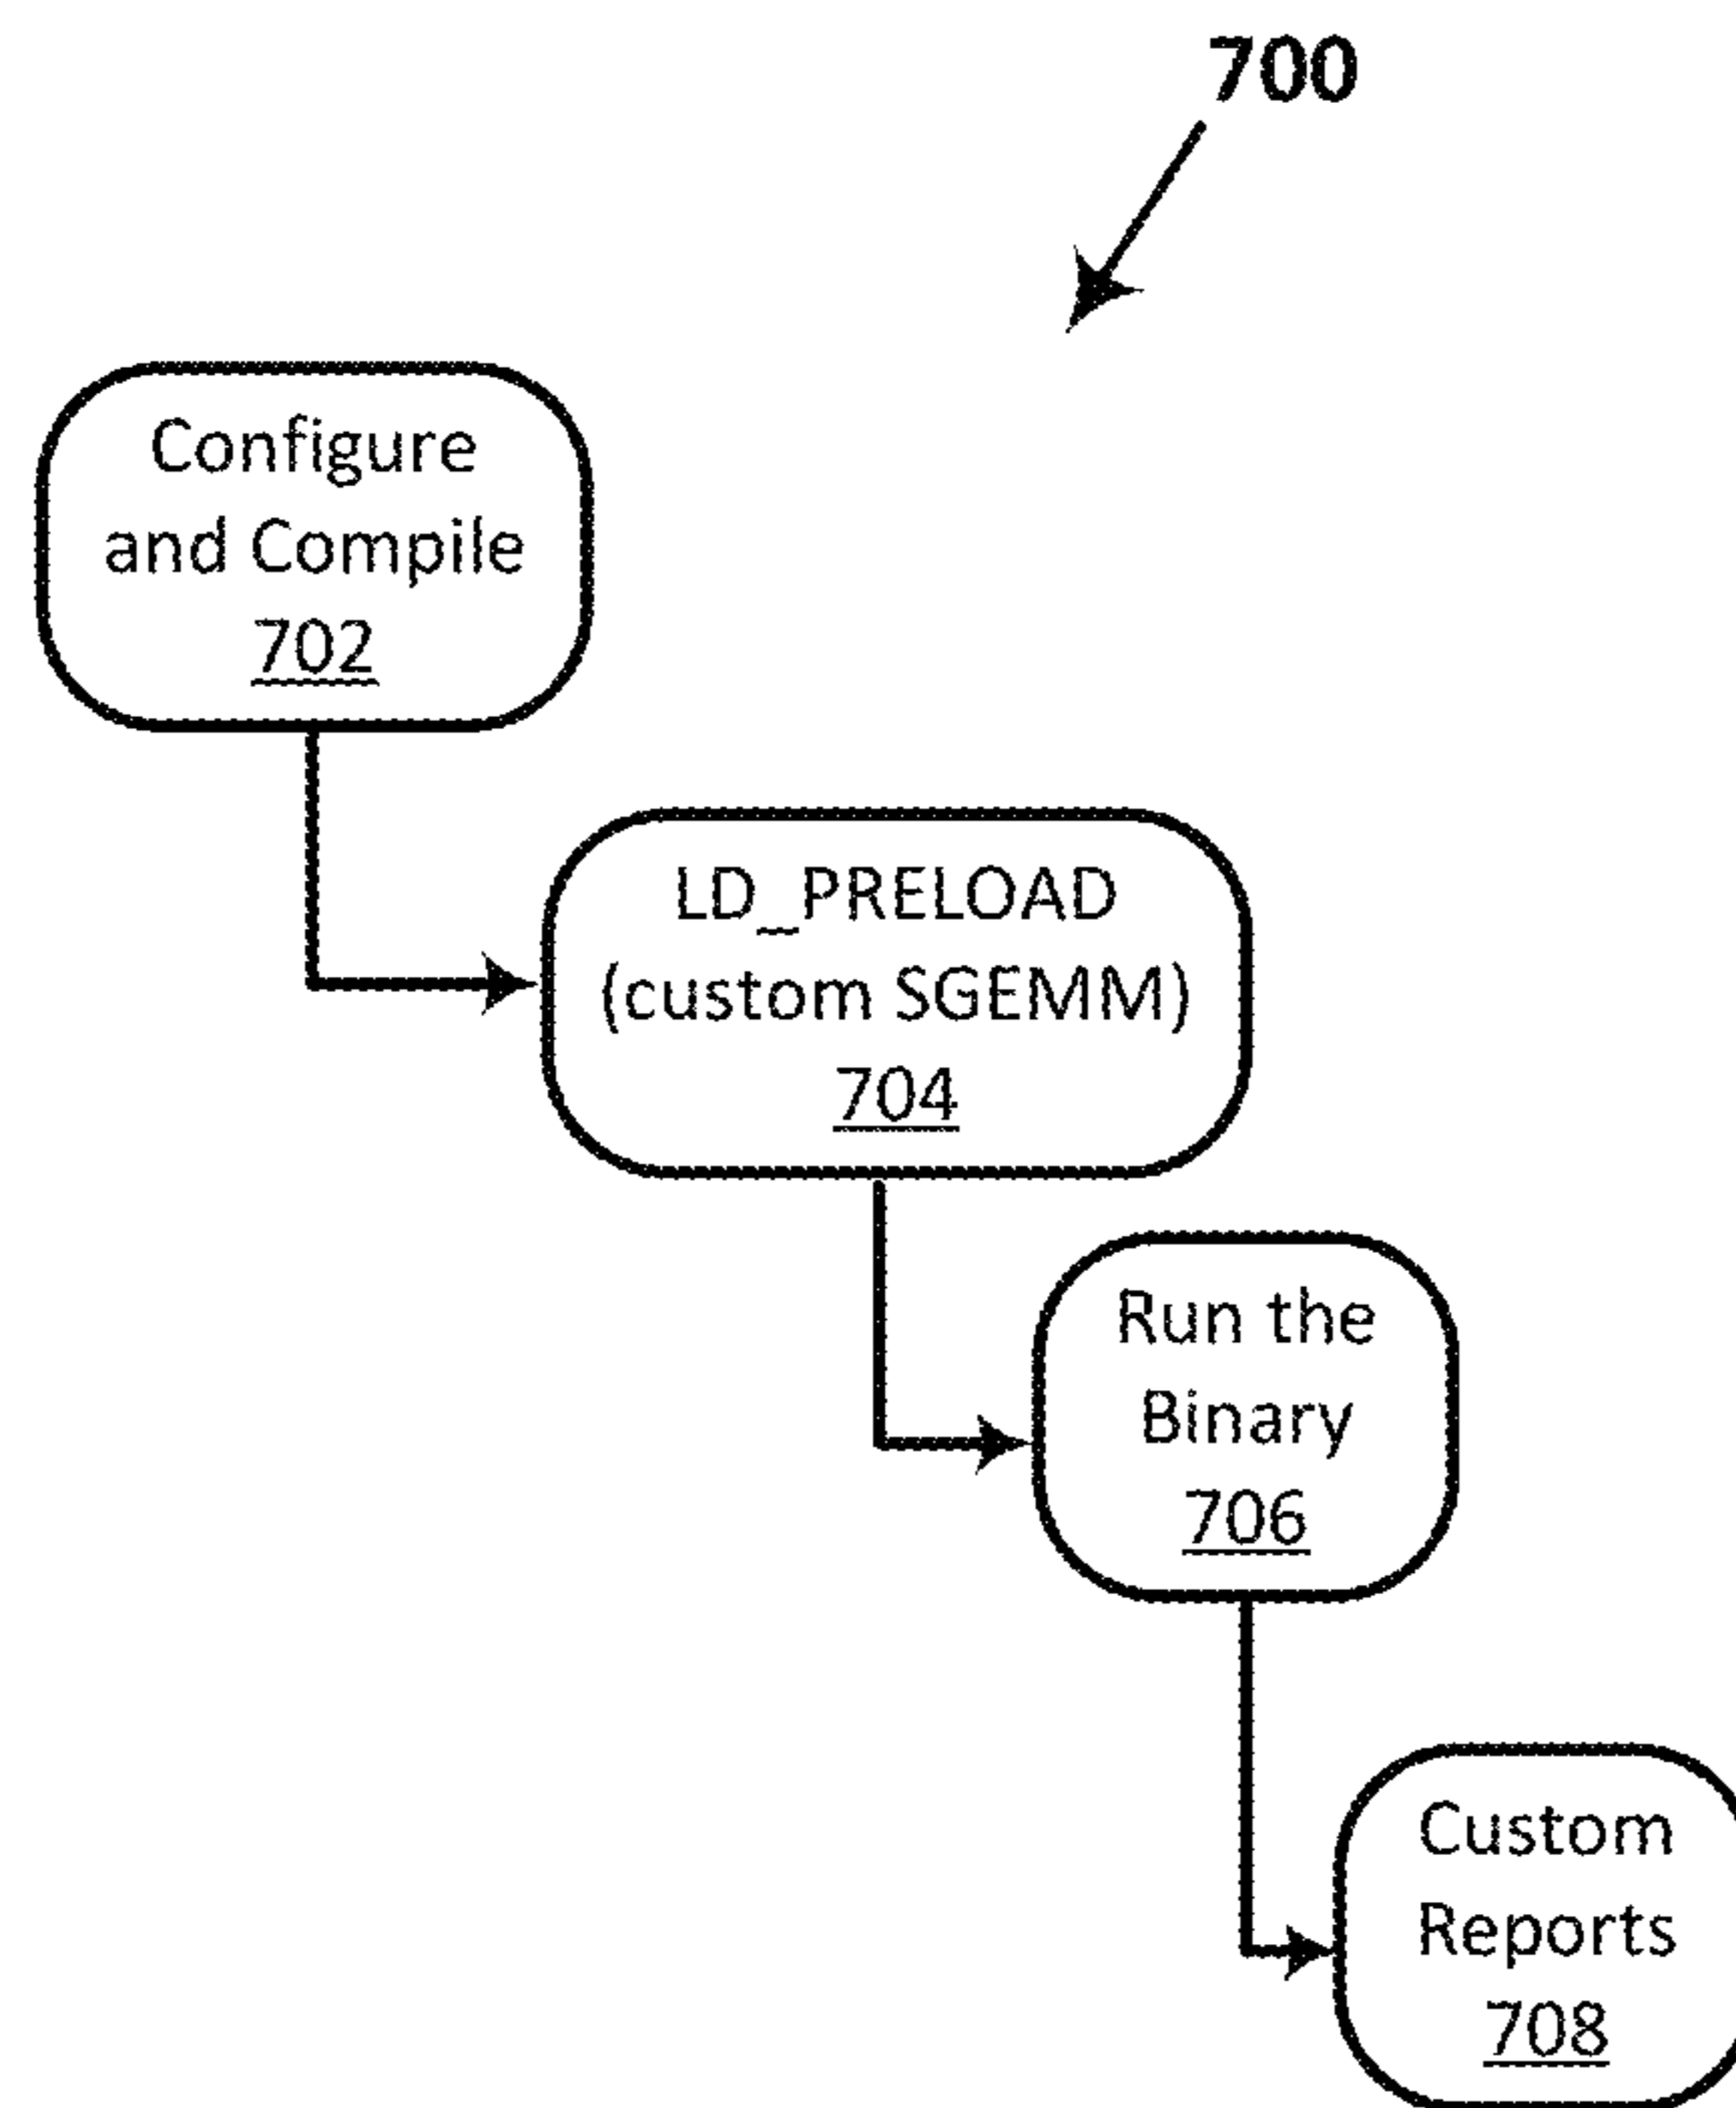 700
Configure
and Compile
702
LD_PRELOAD
(custom SGEMM)
704
Run the
Binary
706
Custom
Reports
708